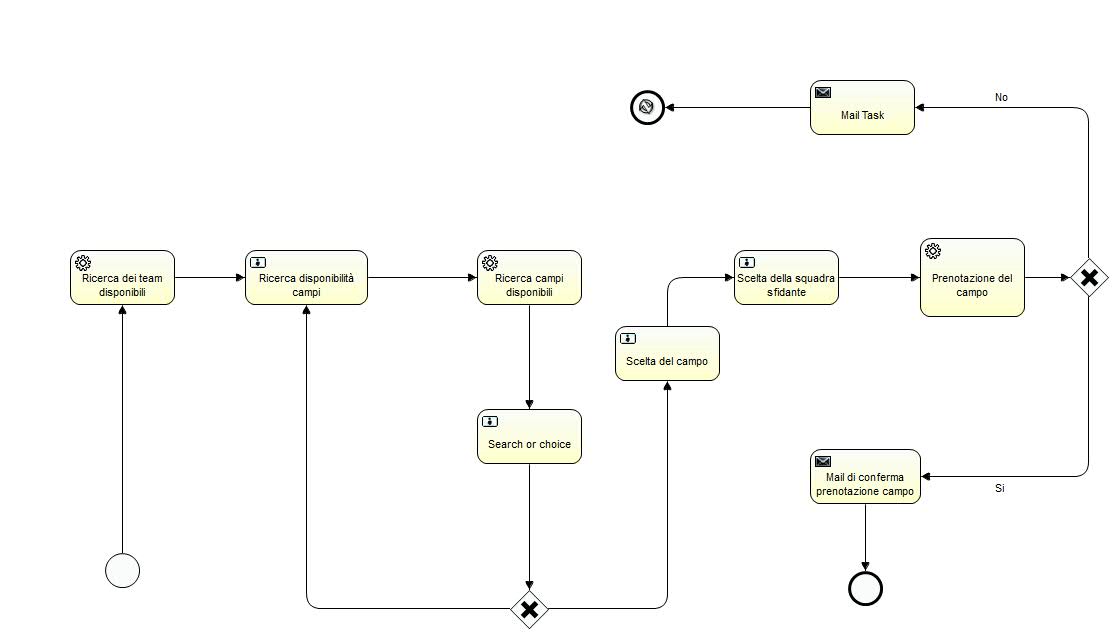 Mail Task
No
Ricerca dei team
disponibili
Ricerca disponibilità
campi
Ricerca campi
disponibili
Scelta della squadra
sfidante
Prenotazione del
campo
Scelta del campo
Search or choice
Mail di conferma
prenotazione campo
Si